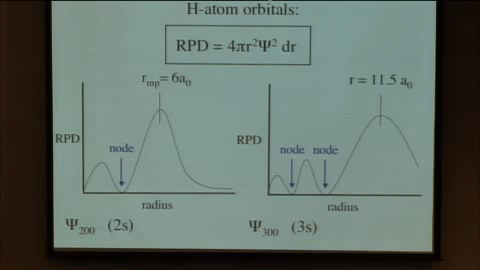 H-atom orbitals:
RPD = 4πr²Ψ² dr
r_mp = 6a₀
r = 11.5 a₀
RPD
node
radius
RPD
node node
radius
Ψ₂₀₀ (2s)
Ψ₃₀₀ (3s)